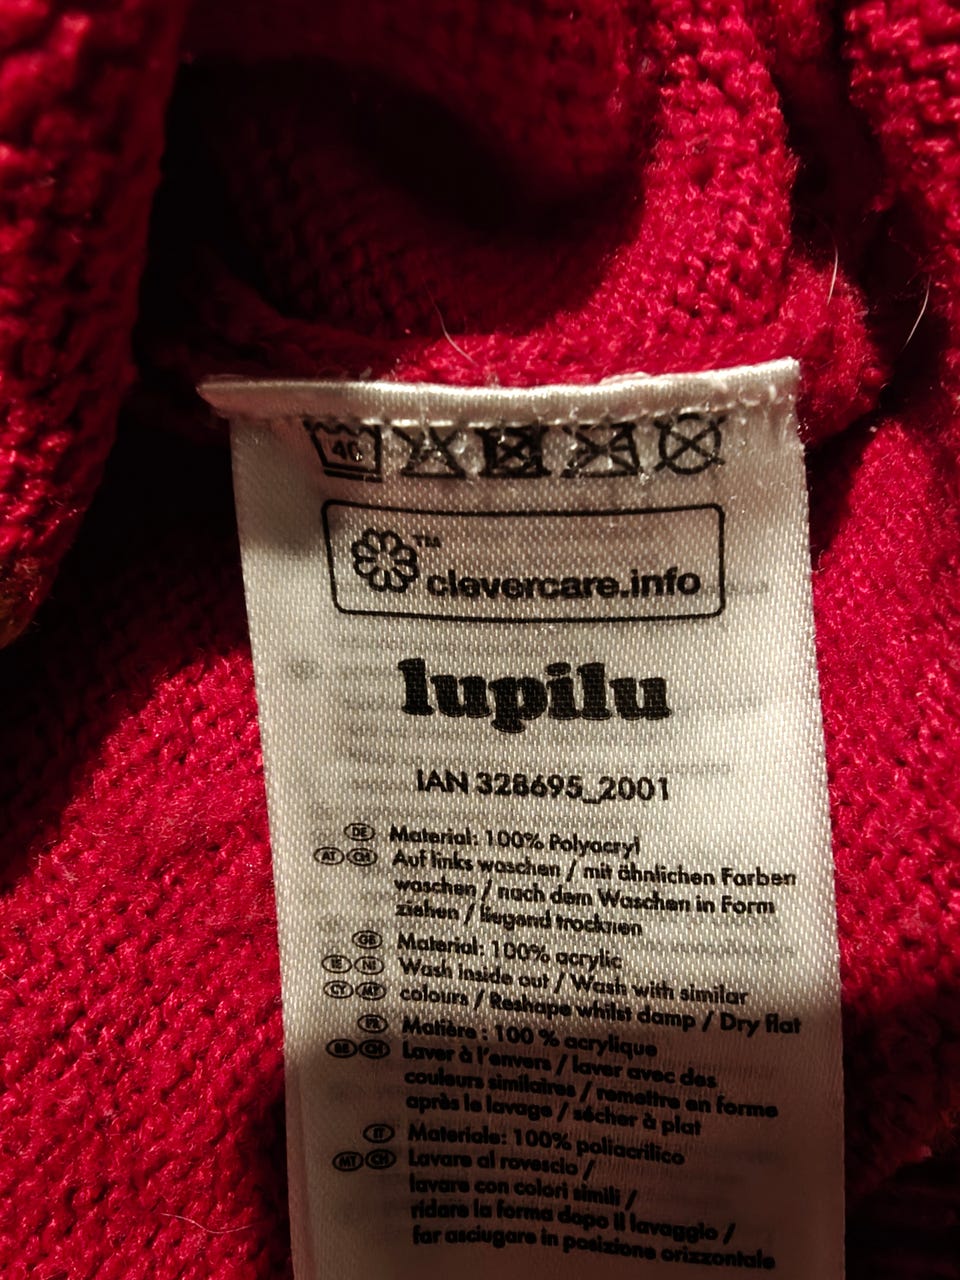 40
clevercare.info™
lupilu
IAN 328695_2001
DE Material: 100% Polyacryl
AT CH Auf links waschen / mit ähnlichen Farben
waschen / nach dem Waschen in Form
ziehen / liegend trocknen
GB Material: 100% acrylic
IE NI Wash inside out / Wash with similar
CY MT colours / Reshape whilst damp / Dry flat
FR Matière : 100 % acrylique
BE CH Laver à l'envers / laver avec des
couleurs similaires / remettre en forme
après le lavage / sécher à plat
IT Materiale: 100% poliacrilico
MT CH Lavare al rovescio /
lavare con colori simili /
ridare la forma dopo il lavaggio /
far asciugare in posizione orizzontale